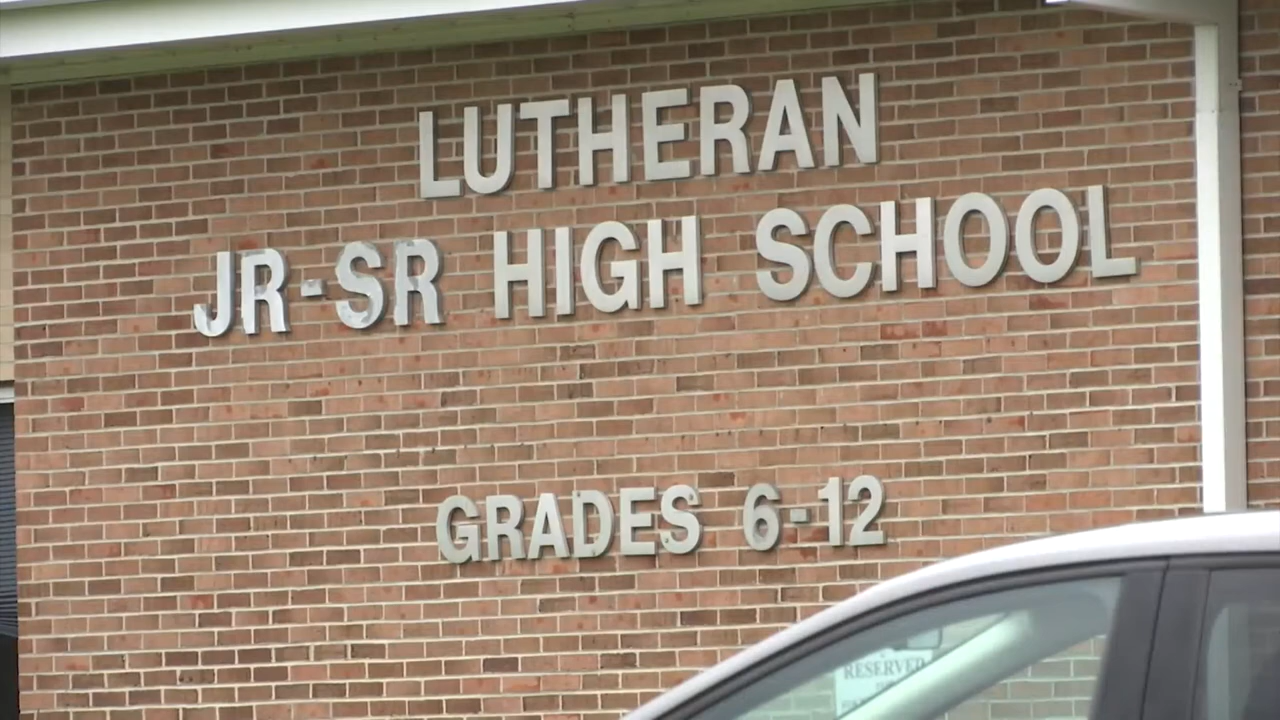 LUTHERAN
JR-SR HIGH SCHOOL
GRADES 6-12
RESERVED